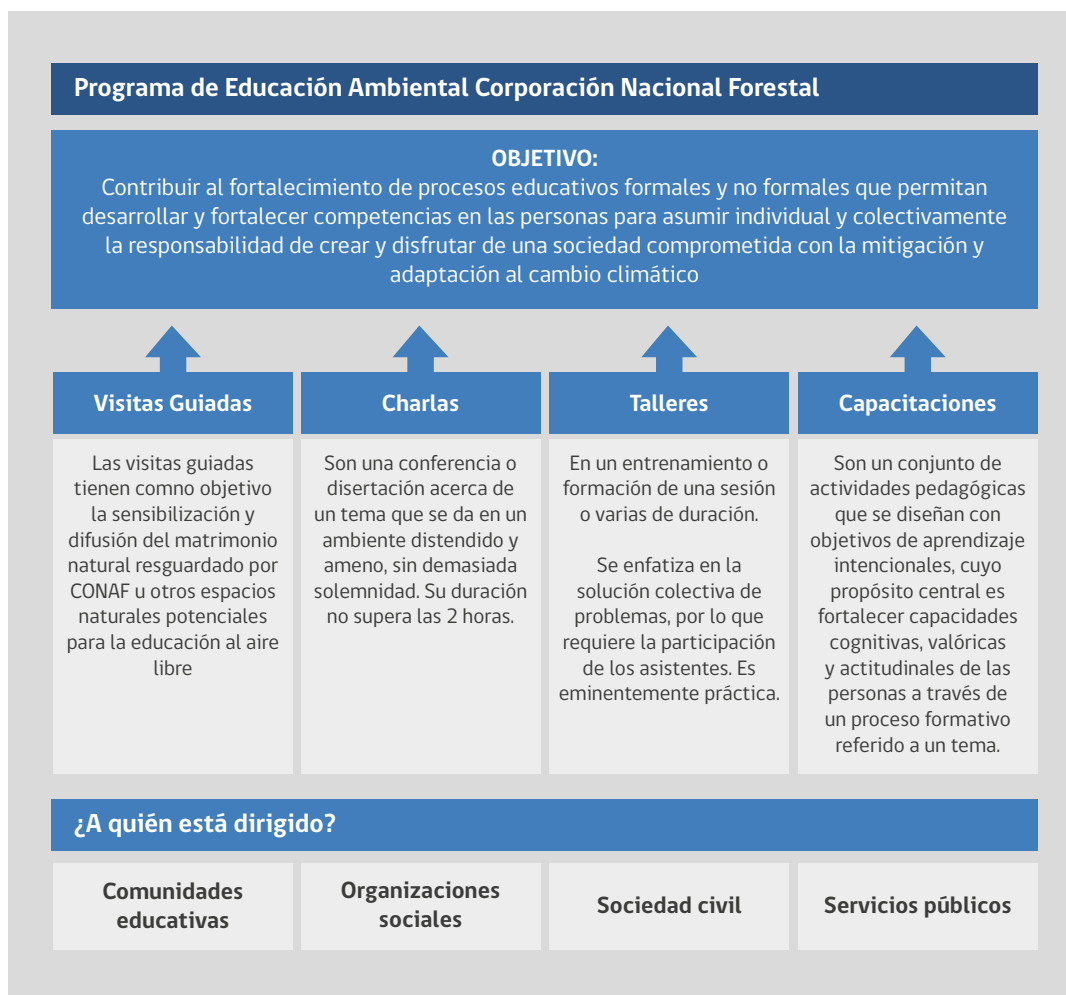 Programa de Educación Ambiental Corporación Nacional Forestal
OBJETIVO:
Contribuir al fortalecimiento de procesos educativos formales y no formales que permitan
desarrollar y fortalecer competencias en las personas para asumir individual y colectivamente
la responsabilidad de crear y disfrutar de una sociedad comprometida con la mitigación y
adaptación al cambio climático
Visitas Guiadas
Las visitas guiadas
tienen comno objetivo
la sensibilización y
difusión del matrimonio
natural resguardado por
CONAF u otros espacios
naturales potenciales
para la educación al aire
libre
Charlas
Son una conferencia o
disertación acerca de
un tema que se da en un
ambiente distendido y
ameno, sin demasiada
solemnidad. Su duración
no supera las 2 horas.
Talleres
En un entrenamiento o
formación de una sesión
o varias de duración.
Se enfatiza en la
solución colectiva de
problemas, por lo que
requiere la participación
de los asistentes. Es
eminentemente práctica.
Capacitaciones
Son un conjunto de
actividades pedagógicas
que se diseñan con
objetivos de aprendizaje
intencionales, cuyo
propósito central es
fortalecer capacidades
cognitivas, valóricas
y actitudinales de las
personas a través de
un proceso formativo
referido a un tema.
¿A quién está dirigido?
Comunidades
educativas
Organizaciones
sociales
Sociedad civil
Servicios públicos